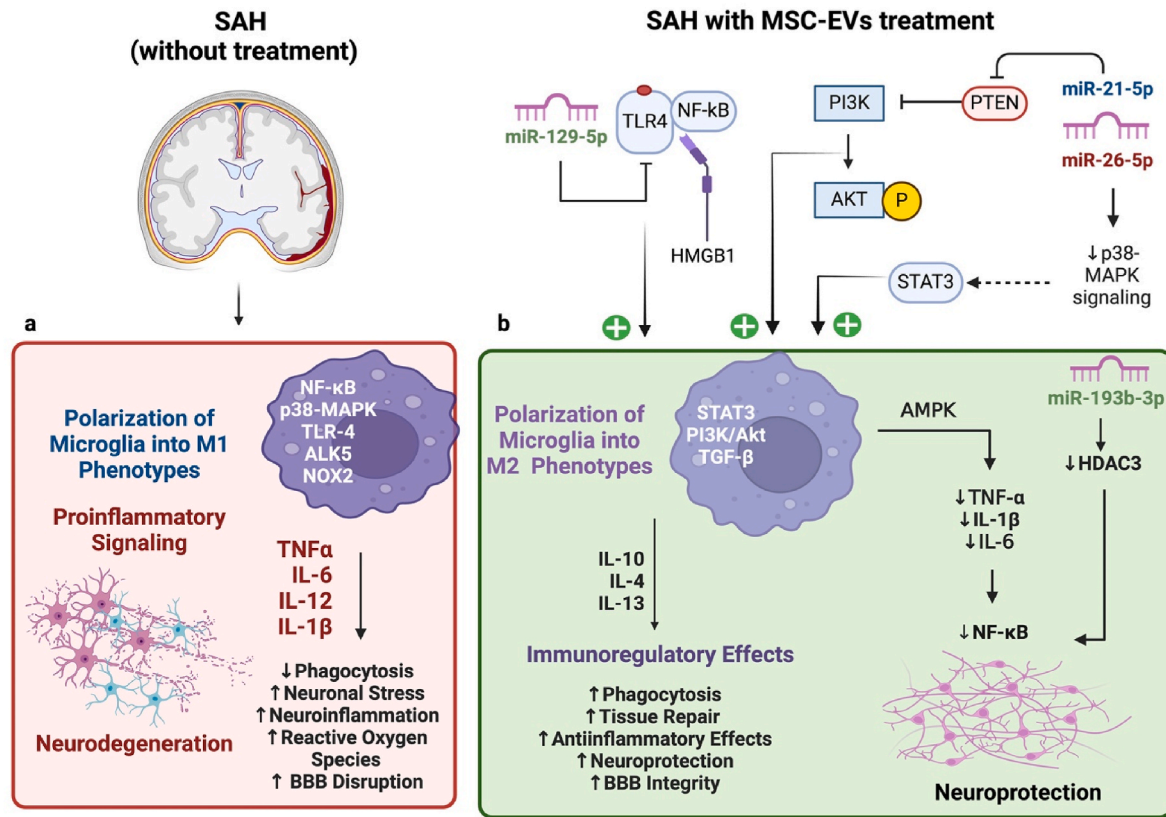 SAH
(without treatment)
SAH with MSC-EVs treatment
miR-129-5p
TLR4
NF-kB
HMGB1
PI3K
PTEN
miR-21-5p
miR-26-5p
AKT
P
↓p38-
MAPK
signaling
STAT3
a
Polarization of
Microglia into M1
Phenotypes
NF-κB
p38-MAPK
TLR-4
ALK5
NOX2
Proinflammatory
Signaling
TNFα
IL-6
IL-12
IL-1β
Neurodegeneration
↓Phagocytosis
↑Neuronal Stress
↑Neuroinflammation
↑Reactive Oxygen
Species
↑ BBB Disruption
b
Polarization of
Microglia into
M2 Phenotypes
STAT3
PI3K/Akt
TGF-β
AMPK
miR-193b-3p
↓HDAC3
↓TNF-α
↓IL-1β
↓IL-6
↓NF-κB
IL-10
IL-4
IL-13
Immunoregulatory Effects
↑Phagocytosis
↑Tissue Repair
↑Antiinflammatory Effects
↑Neuroprotection
↑BBB Integrity
Neuroprotection